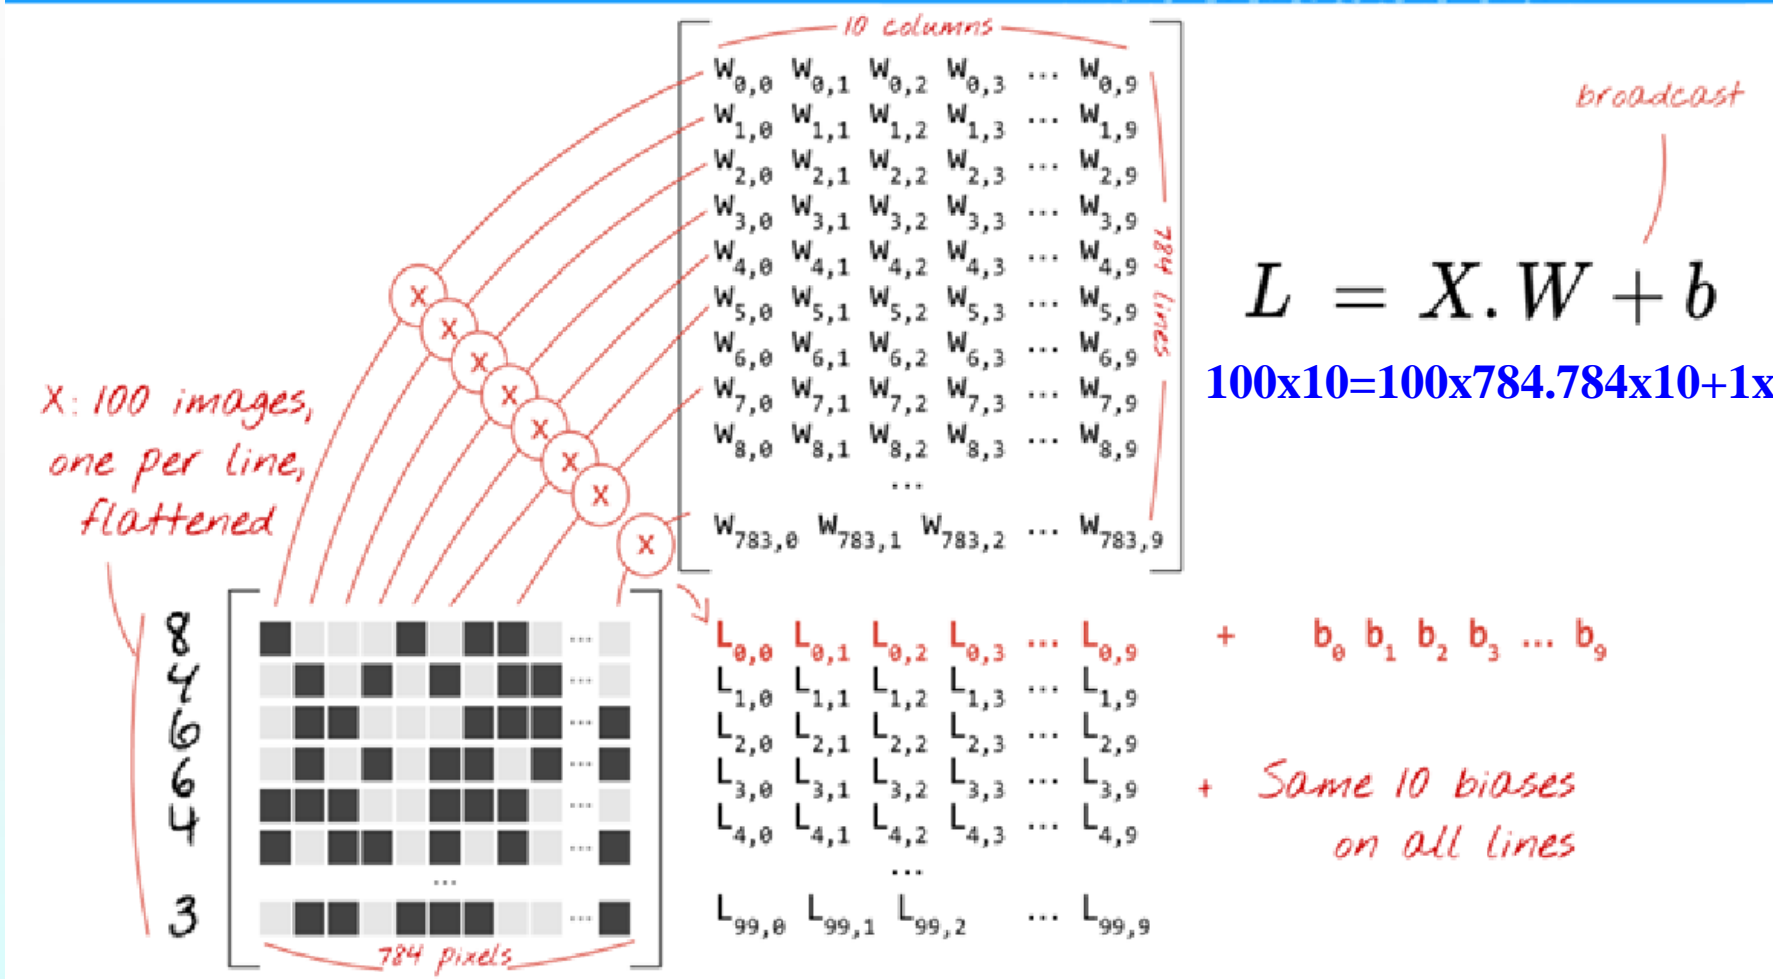 10 columns
W0,0 W0,1 W0,2 W0,3 ... W0,9
W1,0 W1,1 W1,2 W1,3 ... W1,9
W2,0 W2,1 W2,2 W2,3 ... W2,9
W3,0 W3,1 W3,2 W3,3 ... W3,9
W4,0 W4,1 W4,2 W4,3 ... W4,9
W5,0 W5,1 W5,2 W5,3 ... W5,9
W6,0 W6,1 W6,2 W6,3 ... W6,9
W7,0 W7,1 W7,2 W7,3 ... W7,9
W8,0 W8,1 W8,2 W8,3 ... W8,9
...
W783,0 W783,1 W783,2 ... W783,9
784 lines
broadcast
L = X.W + b
100x10=100x784.784x10+1x
X
X
X
X
X
X
X
X
X: 100 images,
one per line,
flattened
8 ...
4 ...
6 ...
6 ...
4 ...
...
...
3 ...
784 pixels
L0,0 L0,1 L0,2 L0,3 ... L0,9 + b0 b1 b2 b3 ... b9
L1,0 L1,1 L1,2 L1,3 ... L1,9
L2,0 L2,1 L2,2 L2,3 ... L2,9
L3,0 L3,1 L3,2 L3,3 ... L3,9
L4,0 L4,1 L4,2 L4,3 ... L4,9
...
L99,0 L99,1 L99,2 ... L99,9
+ Same 10 biases
on all lines